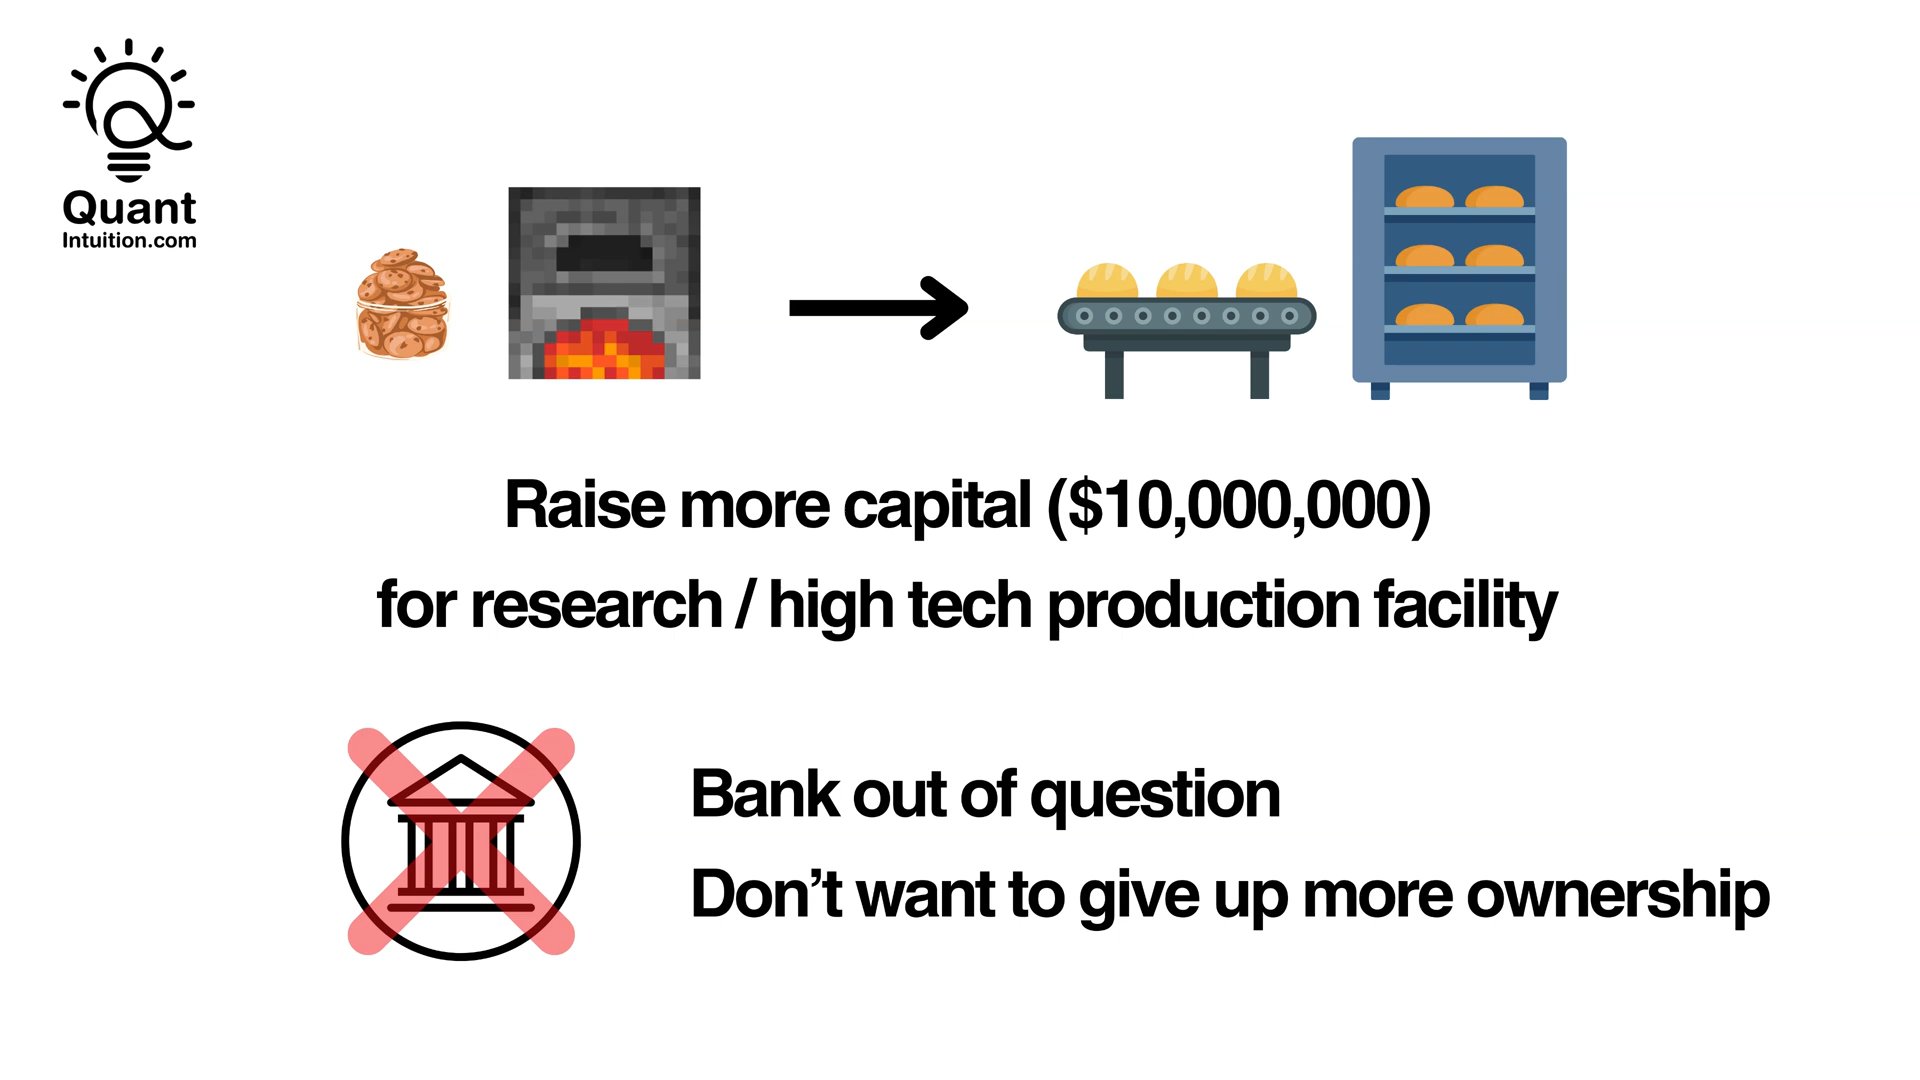 Quant
Intuition.com
Raise more capital ($10,000,000)
for research / high tech production facility
Bank out of question
Don’t want to give up more ownership